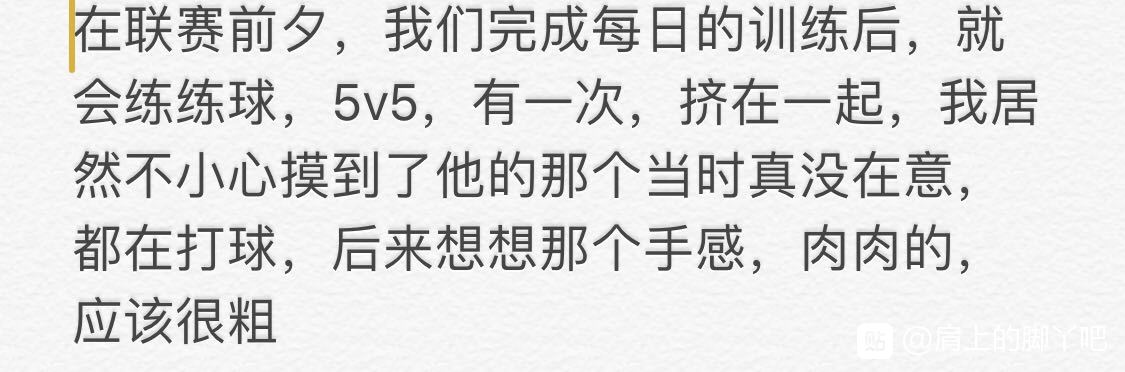 在联赛前夕，我们完成每日的训练后，就
会练练球，5v5，有一次，挤在一起，我居
然不小心摸到了他的那个当时真没在意，
都在打球，后来想想那个手感，肉肉的，
应该很粗
贴 @肩上的脚丫吧